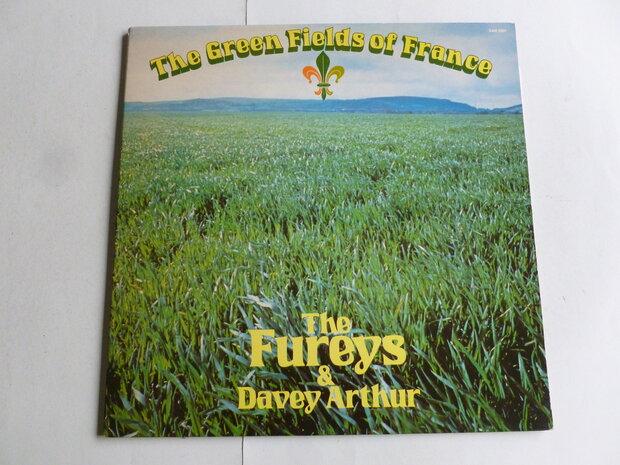 The Green Fields of France
The
Fureys
&
Davey Arthur